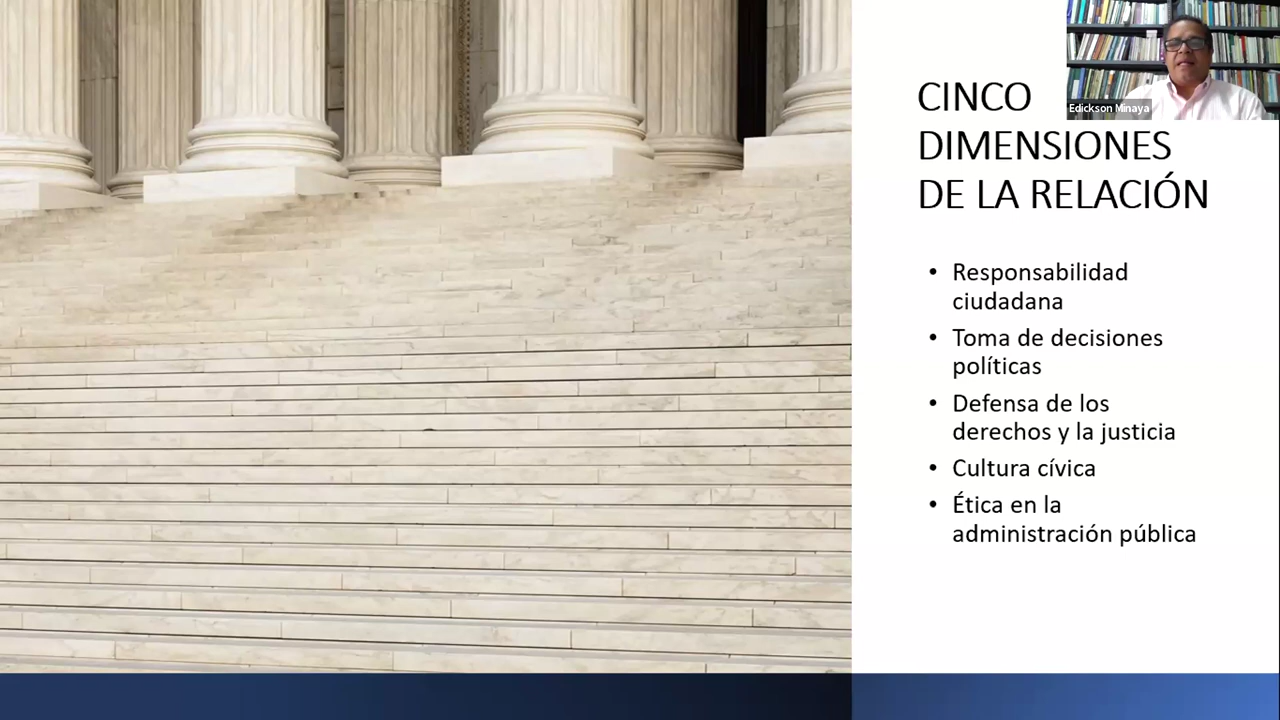 Edickson Minaya
CINCO
DIMENSIONES
DE LA RELACIÓN
• Responsabilidad
ciudadana
• Toma de decisiones
políticas
• Defensa de los
derechos y la justicia
• Cultura cívica
• Ética en la
administración pública